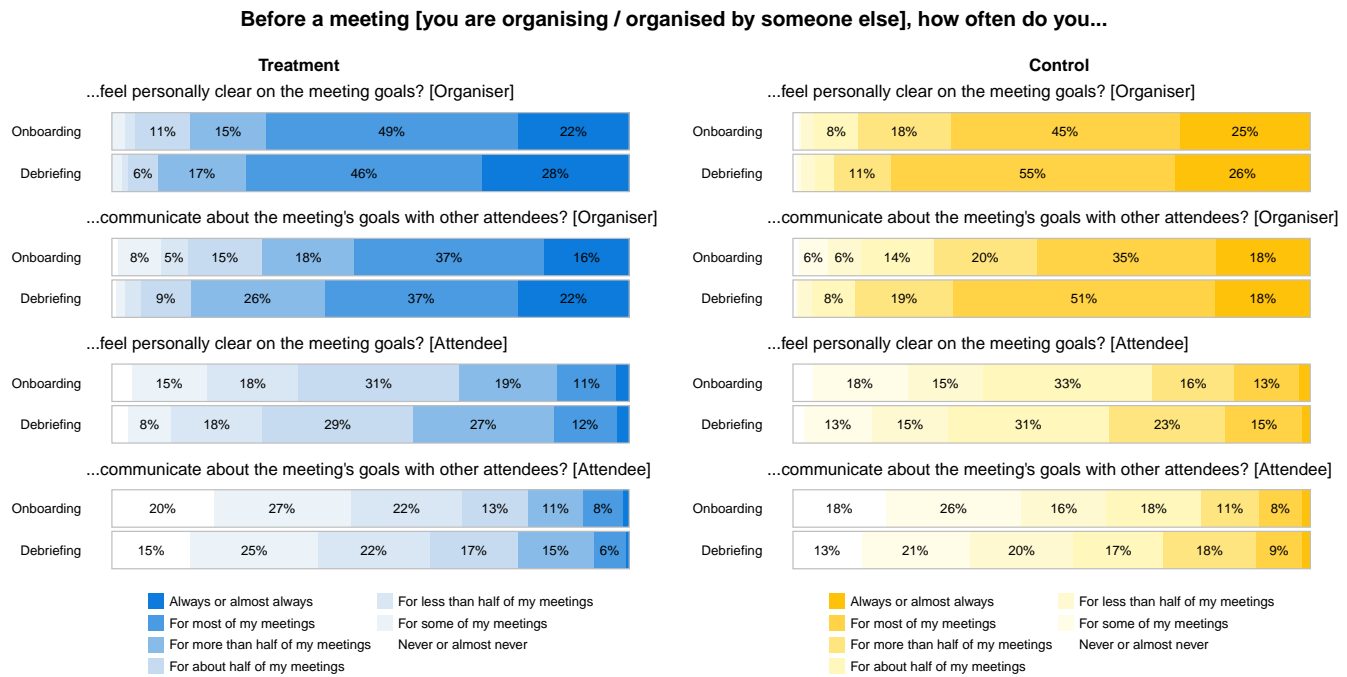 Before a meeting [you are organising / organised by someone else], how often do you...
Treatment
...feel personally clear on the meeting goals? [Organiser]
Onboarding 11% 15% 49% 22%
Debriefing 6% 17% 46% 28%
...communicate about the meeting's goals with other attendees? [Organiser]
Onboarding 8% 5% 15% 18% 37% 16%
Debriefing 9% 26% 37% 22%
...feel personally clear on the meeting goals? [Attendee]
Onboarding 15% 18% 31% 19% 11%
Debriefing 8% 18% 29% 27% 12%
...communicate about the meeting's goals with other attendees? [Attendee]
Onboarding 20% 27% 22% 13% 11% 8%
Debriefing 15% 25% 22% 17% 15% 6%
Always or almost always
For most of my meetings
For more than half of my meetings
For about half of my meetings
For less than half of my meetings
For some of my meetings
Never or almost never
Control
...feel personally clear on the meeting goals? [Organiser]
Onboarding 8% 18% 45% 25%
Debriefing 11% 55% 26%
...communicate about the meeting's goals with other attendees? [Organiser]
Onboarding 6% 6% 14% 20% 35% 18%
Debriefing 8% 19% 51% 18%
...feel personally clear on the meeting goals? [Attendee]
Onboarding 18% 15% 33% 16% 13%
Debriefing 13% 15% 31% 23% 15%
...communicate about the meeting's goals with other attendees? [Attendee]
Onboarding 18% 26% 16% 18% 11% 8%
Debriefing 13% 21% 20% 17% 18% 9%
Always or almost always
For most of my meetings
For more than half of my meetings
For about half of my meetings
For less than half of my meetings
For some of my meetings
Never or almost never